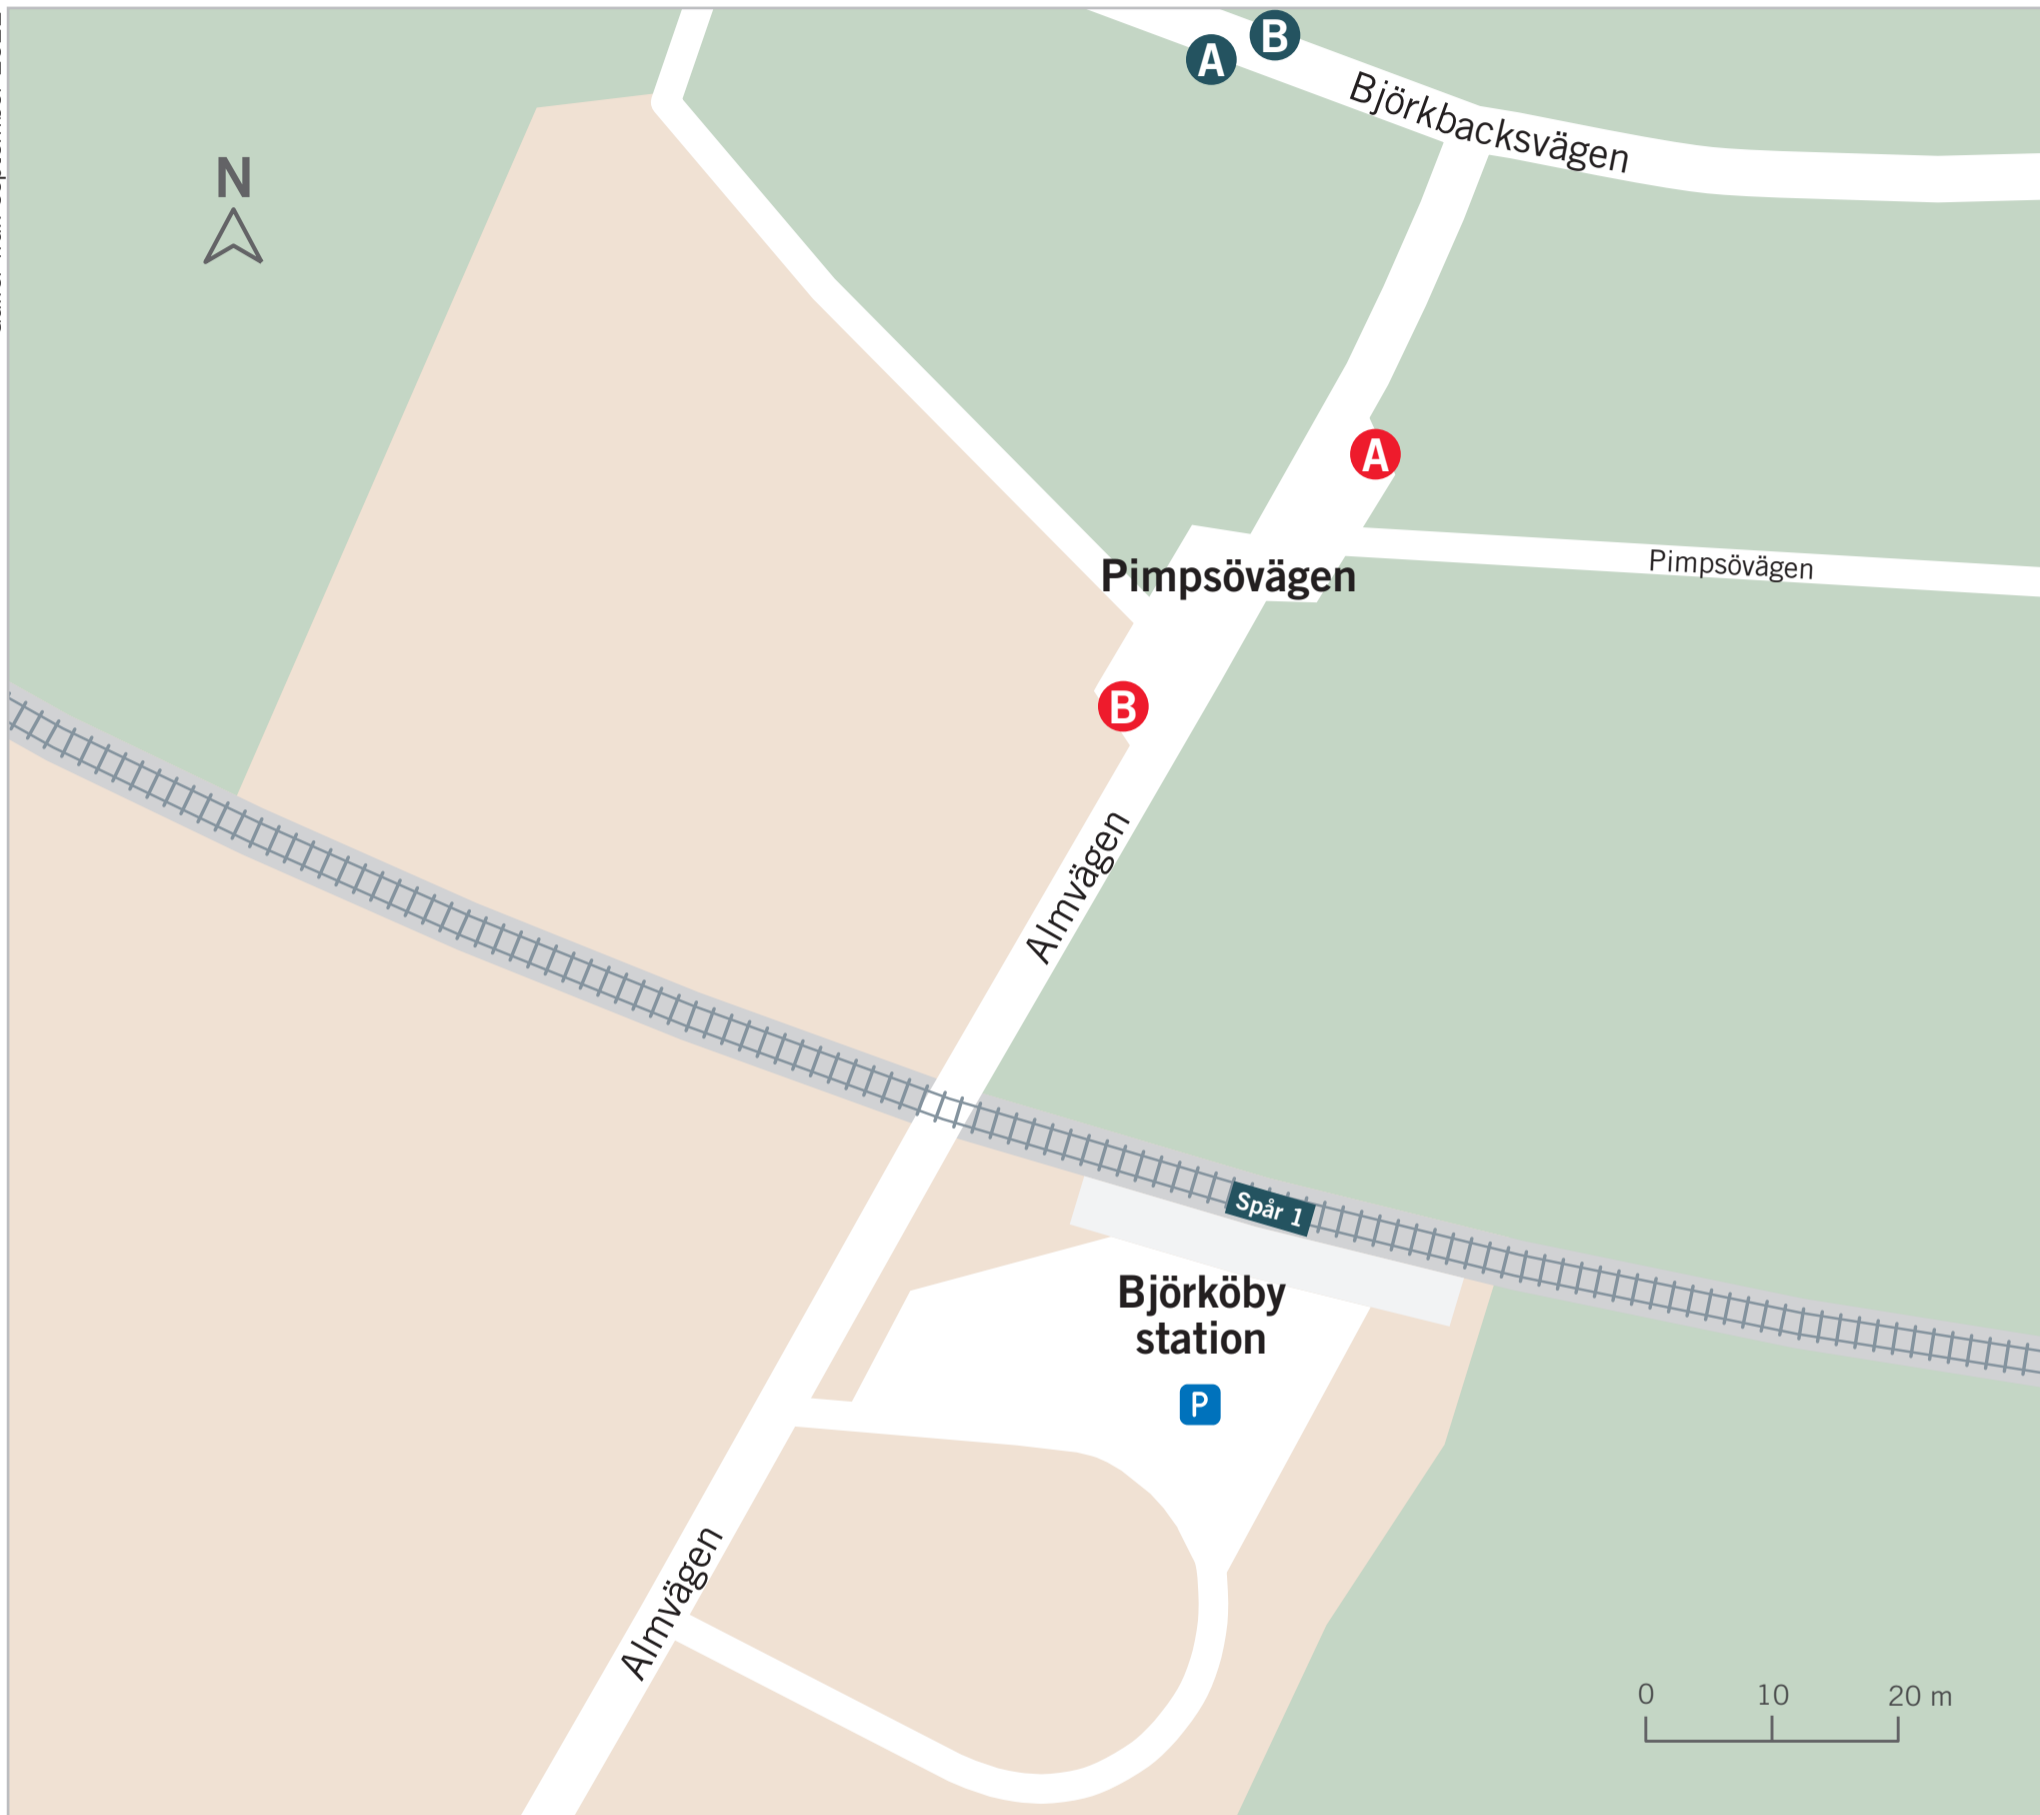 B
A
Björkbacksvägen
N
A
Pimpsövägen
Pimpsövägen
B
Almvägen
Spår 1
Björköby
station
P
Almvägen
0 10 20 m